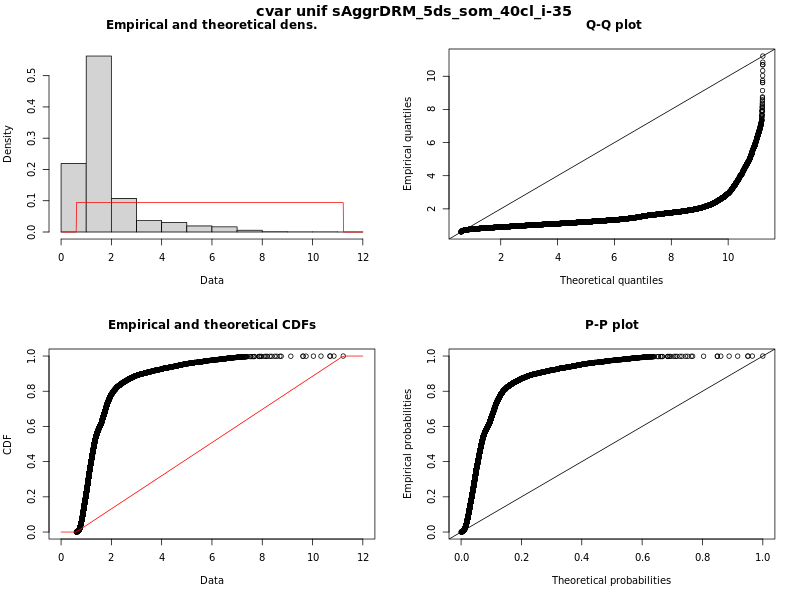 cvar unif sAggrDRM_5ds_som_40cl_i-35
Empirical and theoretical dens.
Density
0.0 0.1 0.2 0.3 0.4 0.5
0 2 4 6 8 10 12
Data
Q-Q plot
Empirical quantiles
2 4 6 8 10
2 4 6 8 10
Theoretical quantiles
Empirical and theoretical CDFs
CDF
0.0 0.2 0.4 0.6 0.8 1.0
0 2 4 6 8 10 12
Data
P-P plot
Empirical probabilities
0.0 0.2 0.4 0.6 0.8 1.0
0.0 0.2 0.4 0.6 0.8 1.0
Theoretical probabilities